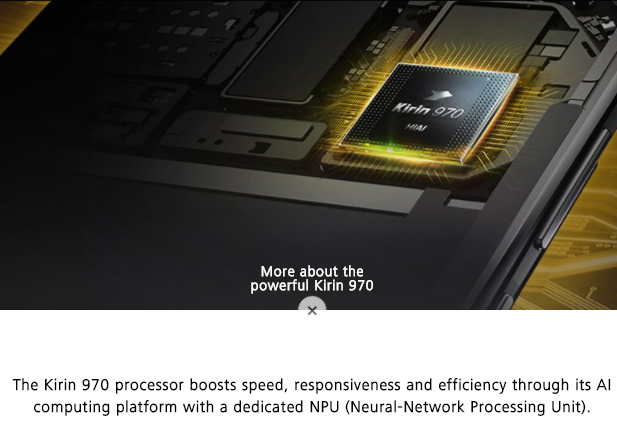 Kirin 970
HiAI
More about the
powerful Kirin 970
The Kirin 970 processor boosts speed, responsiveness and efficiency through its AI
computing platform with a dedicated NPU (Neural-Network Processing Unit).